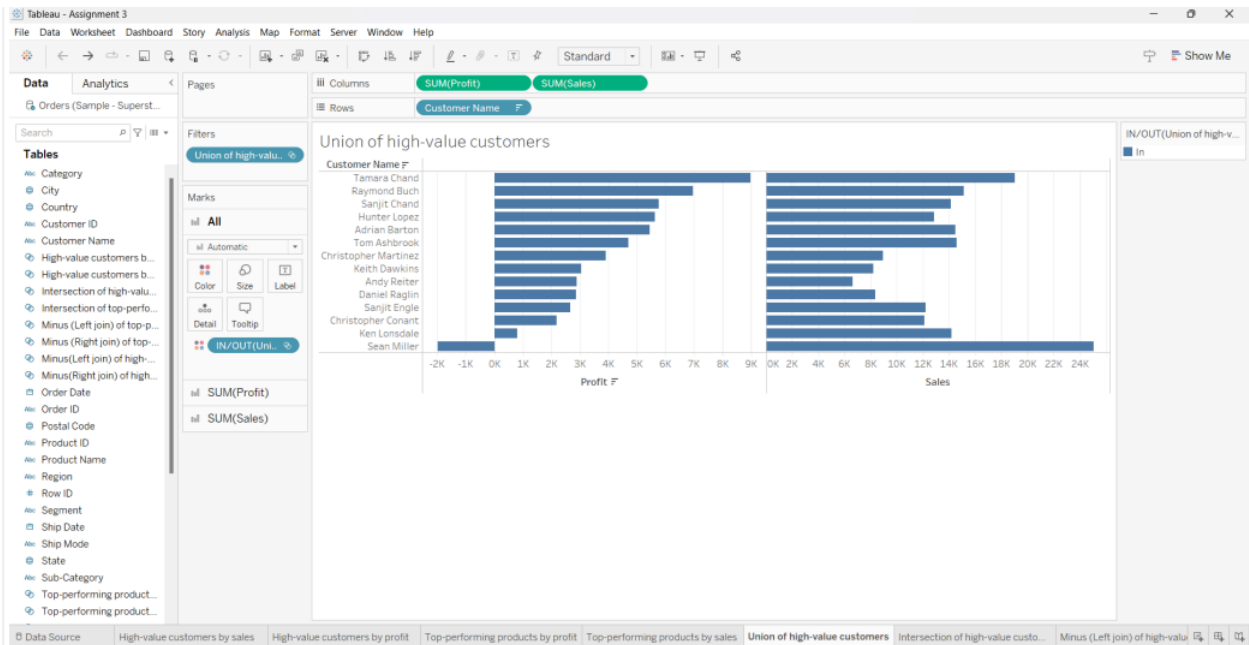 Tableau - Assignment 3
File Data Worksheet Dashboard Story Analysis Map Format Server Window Help
Standard
Show Me
Data Analytics
Pages
Columns SUM(Profit) SUM(Sales)
Orders (Sample - Superst...
Rows Customer Name
Search
Filters
Union of high-valu..
Union of high-value customers
IN/OUT(Union of high-v...
In
Tables
Abc Category
City
Country
Abc Customer ID
Abc Customer Name
High-value customers b...
High-value customers b...
Intersection of high-valu...
Intersection of top-perfo...
Minus (Left join) of top-p...
Minus (Right join) of top-...
Minus(Left join) of high-...
Minus(Right join) of high...
Order Date
Abc Order ID
Postal Code
Abc Product ID
Abc Product Name
Abc Region
# Row ID
Abc Segment
Ship Date
Abc Ship Mode
State
Abc Sub-Category
Top-performing product...
Top-performing product...
Marks
All
Automatic
Color Size Label
Detail Tooltip
IN/OUT(Uni..
SUM(Profit)
SUM(Sales)
Customer Name
Tamara Chand
Raymond Buch
Sanjit Chand
Hunter Lopez
Adrian Barton
Tom Ashbrook
Christopher Martinez
Keith Dawkins
Andy Reiter
Daniel Raglin
Sanjit Engle
Christopher Conant
Ken Lonsdale
Sean Miller
-2K -1K 0K 1K 2K 3K 4K 5K 6K 7K 8K 9K 0K 2K 4K 6K 8K 10K 12K 14K 16K 18K 20K 22K 24K
Profit Sales
Data Source High-value customers by sales High-value customers by profit Top-performing products by profit Top-performing products by sales Union of high-value customers Intersection of high-value custo... Minus (Left join) of high-valu